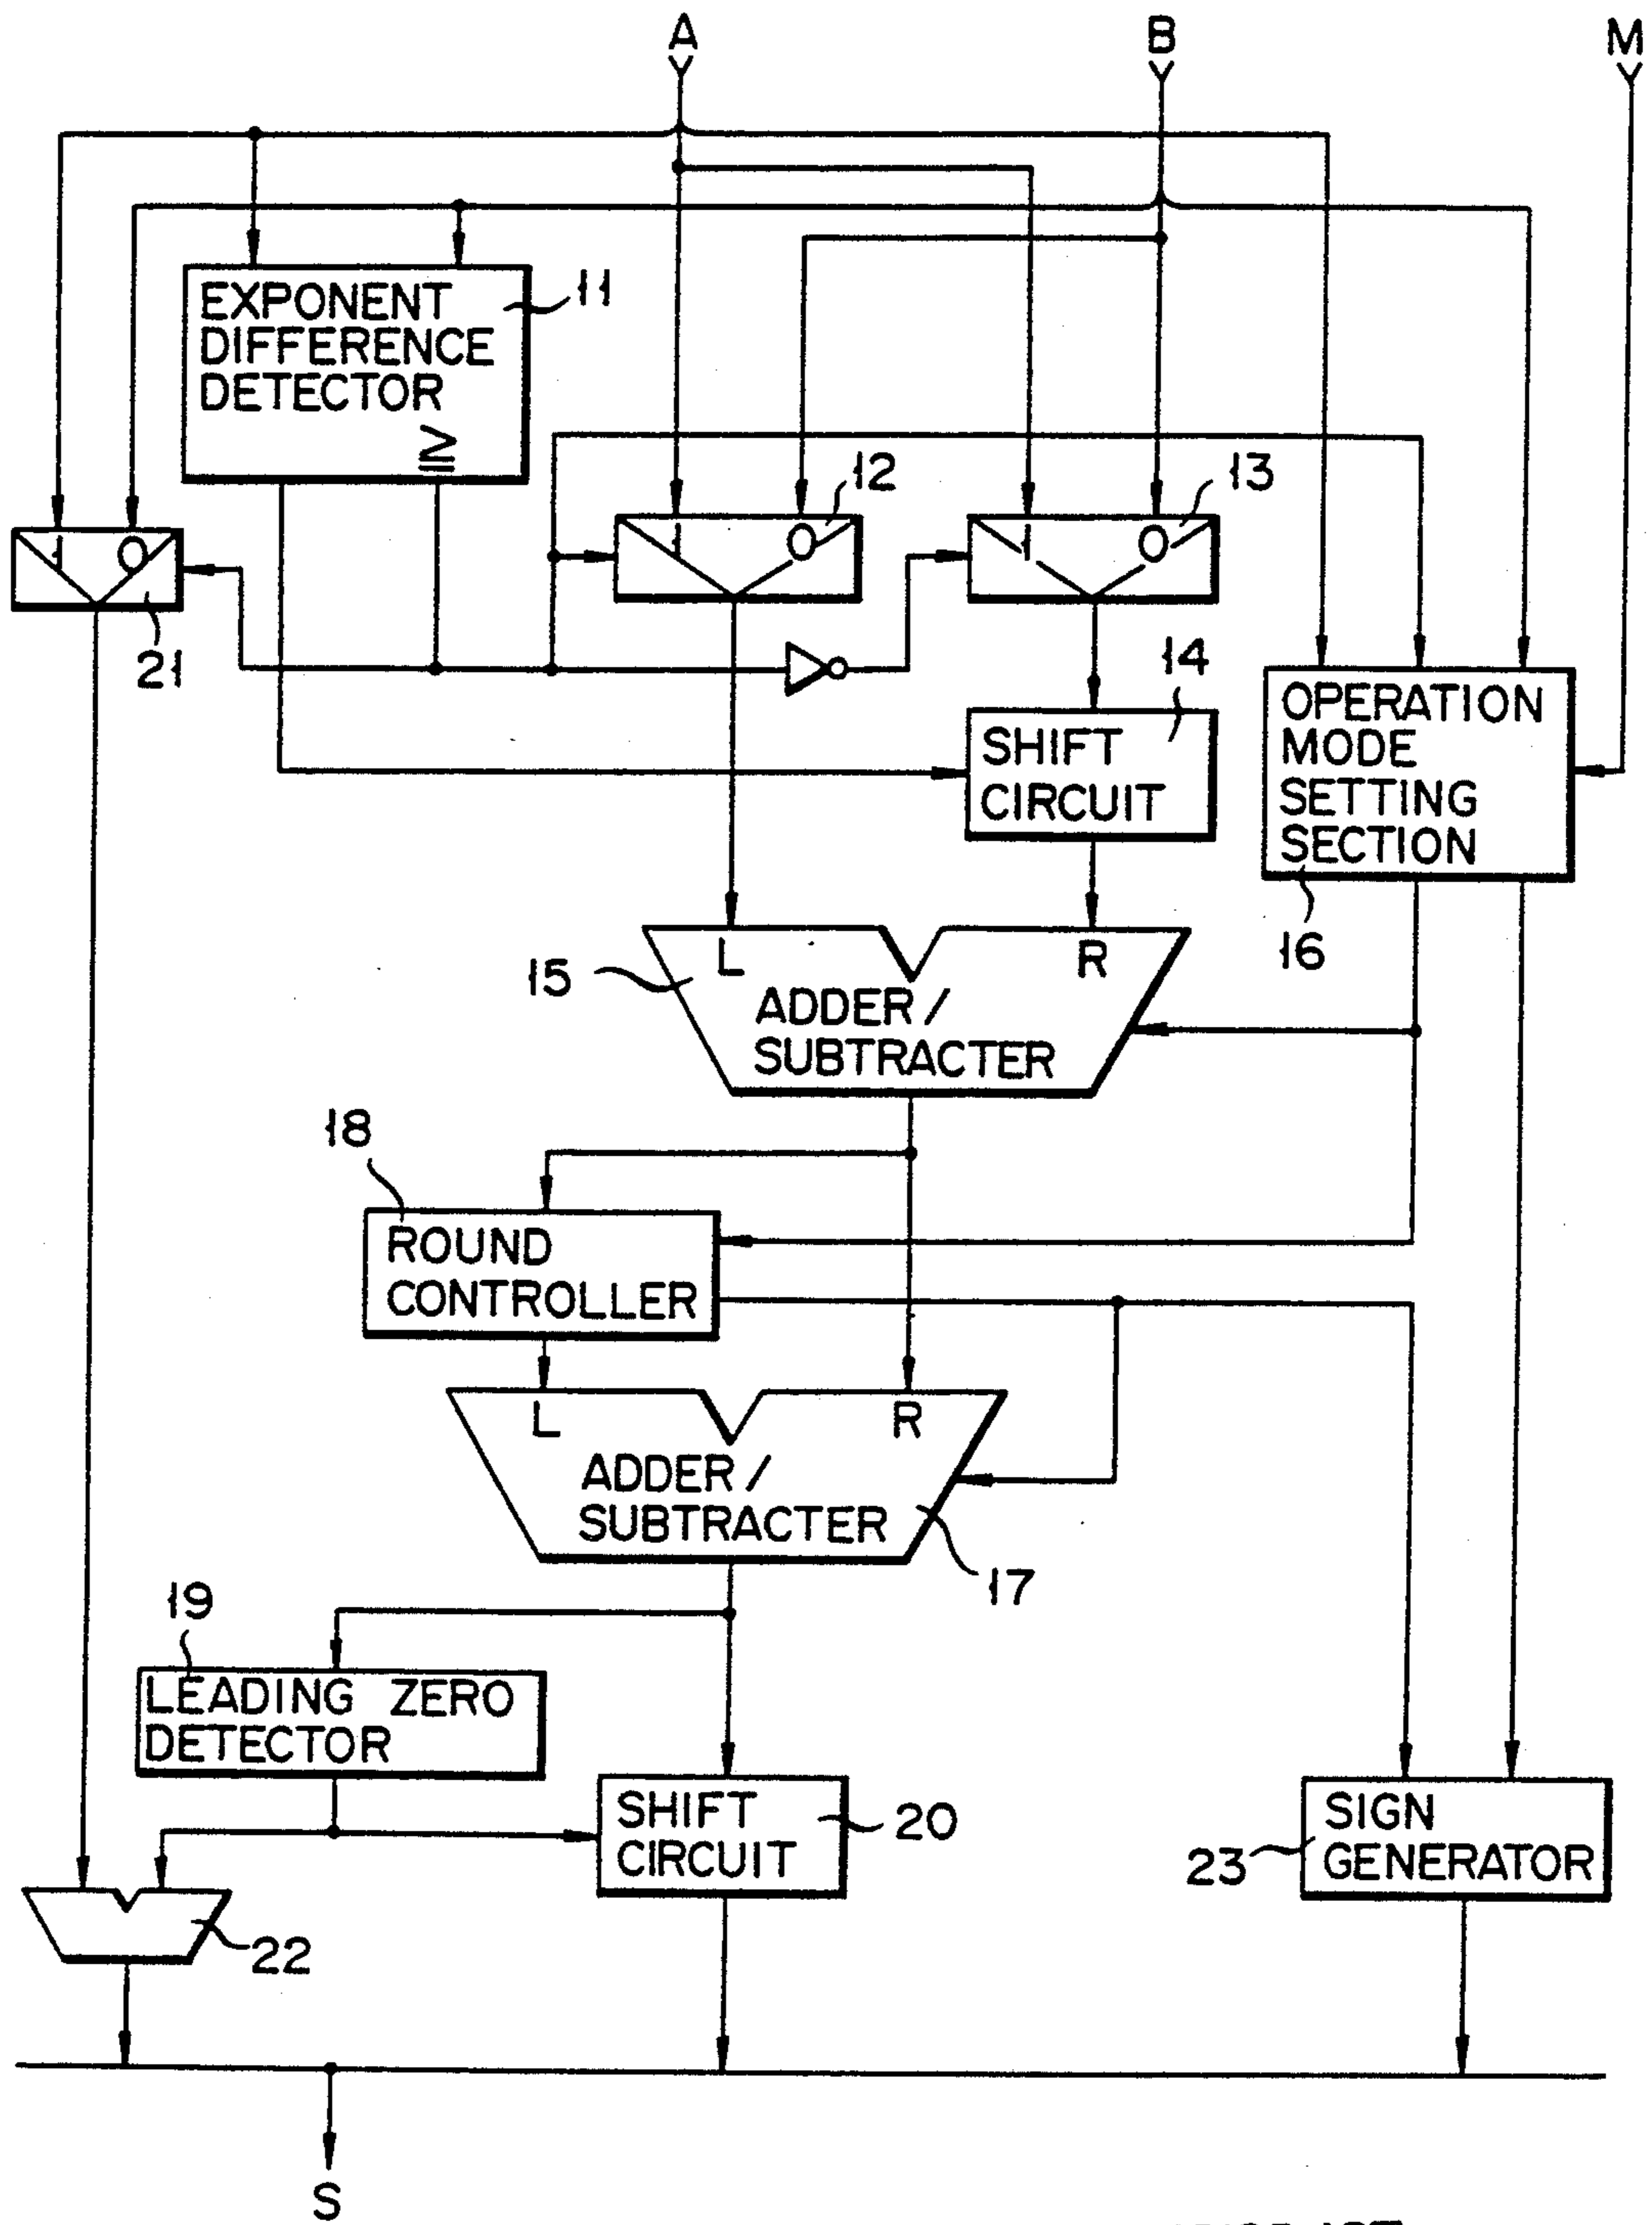 A
B
M
EXPONENT
DIFFERENCE
DETECTOR
≧
11
1
0
12
1
0
13
1
0
21
14
SHIFT
CIRCUIT
OPERATION
MODE
SETTING
SECTION
16
L
R
15
ADDER /
SUBTRACTER
18
ROUND
CONTROLLER
L
R
ADDER /
SUBTRACTER
17
19
LEADING ZERO
DETECTOR
SHIFT
CIRCUIT
20
SIGN
GENERATOR
23
22
S